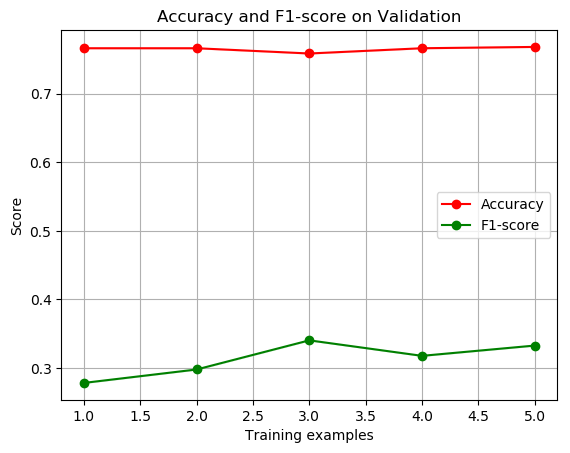 Accuracy and F1-score on Validation
Score
0.7
0.6
0.5
0.4
0.3
Accuracy
F1-score
1.0 1.5 2.0 2.5 3.0 3.5 4.0 4.5 5.0
Training examples